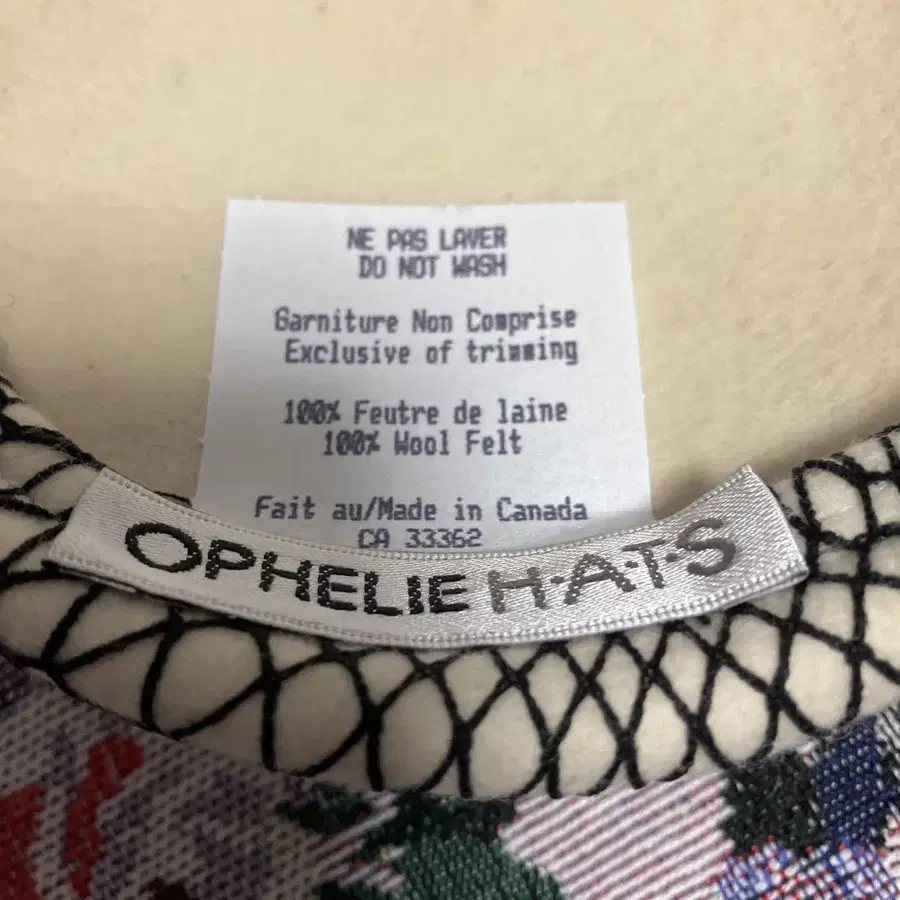 NE PAS LAVER
DO NOT WASH
Garniture Non Comprise
Exclusive of trimming
100% Feutre de laine
100% Wool Felt
Fait au/Made in Canada
CA 33362
OPHELIE H·A·T·S